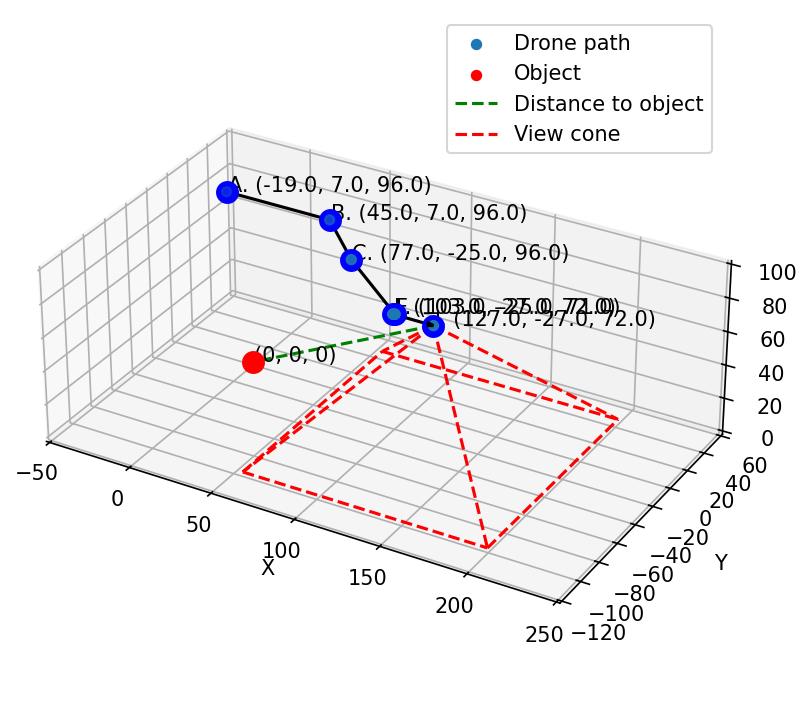 Drone path
Object
Distance to object
View cone
A. (-19.0, 7.0, 96.0)
B. (45.0, 7.0, 96.0)
C. (77.0, -25.0, 96.0)
(127.0, -27.0, 72.0)
(0, 0, 0)
−50
0
50
100
150
200
250
X
−120
−100
−80
−60
−40
−20
0
20
40
60
Y
0
20
40
60
80
100